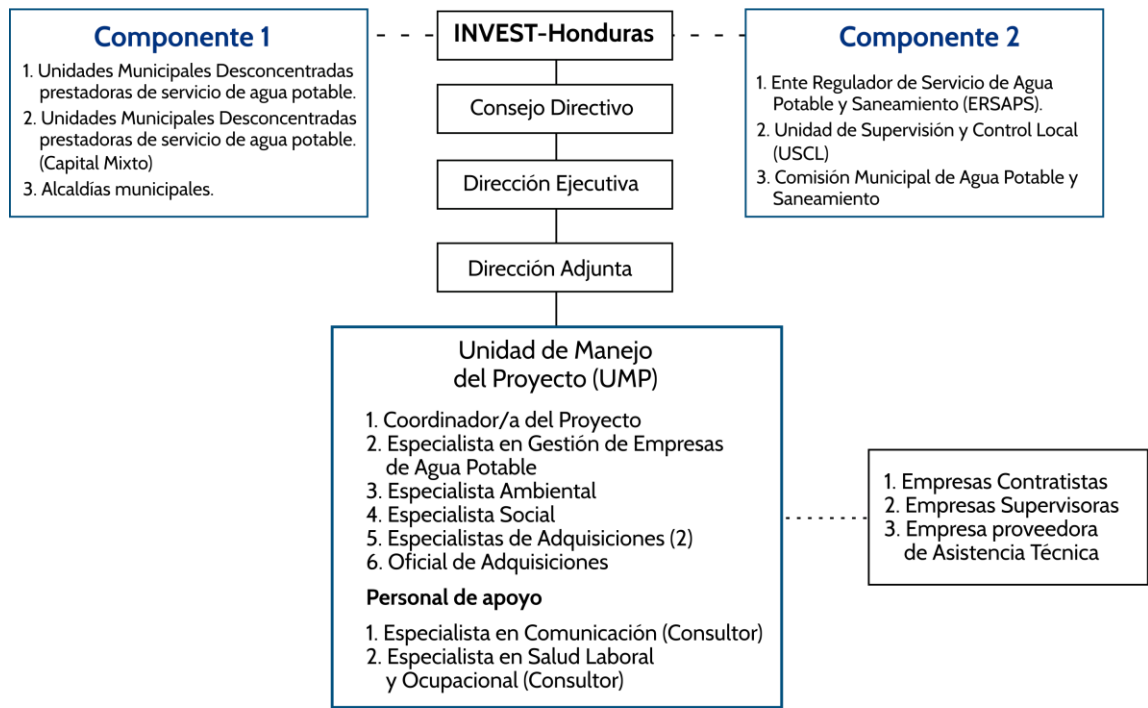 Componente 1
1. Unidades Municipales Desconcentradas
prestadoras de servicio de agua potable.
2. Unidades Municipales Desconcentradas
prestadoras de servicio de agua potable.
(Capital Mixto)
3. Alcaldías municipales.
INVEST-Honduras
Consejo Directivo
Dirección Ejecutiva
Dirección Adjunta
Componente 2
1. Ente Regulador de Servicio de Agua
Potable y Saneamiento (ERSAPS).
2. Unidad de Supervisión y Control Local
(USCL)
3. Comisión Municipal de Agua Potable y
Saneamiento
Unidad de Manejo
del Proyecto (UMP)
1. Coordinador/a del Proyecto
2. Especialista en Gestión de Empresas
de Agua Potable
3. Especialista Ambiental
4. Especialista Social
5. Especialistas de Adquisiciones (2)
6. Oficial de Adquisiciones
Personal de apoyo
1. Especialista en Comunicación (Consultor)
2. Especialista en Salud Laboral
y Ocupacional (Consultor)
1. Empresas Contratistas
2. Empresas Supervisoras
3. Empresa proveedora
de Asistencia Técnica